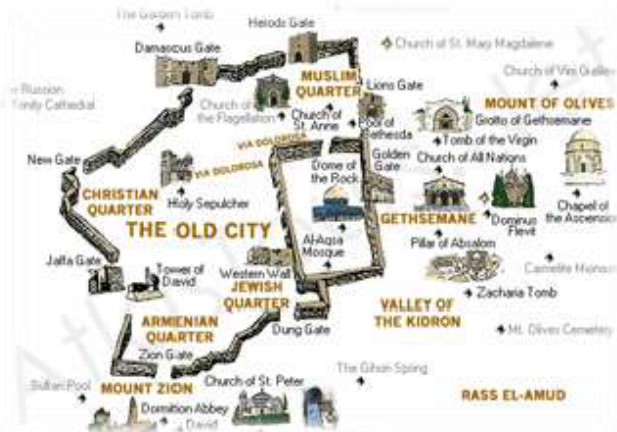 The Garden Tomb
Herods Gate
Damascus Gate
Church of St. Mary Magdalene
Russian
Trinity Cathedral
MUSLIM
QUARTER
Lions Gate
Church of
the Flagellation
Church of
St. Anne
Pool of
Bethesda
MOUNT OF OLIVES
Grotto of Gethsemane
Tomb of the Virgin
VIA DOLOROSA
VIA DOLOROSA
New Gate
Dome of
the Rock
Golden
Gate
Church of All Nations
CHRISTIAN
QUARTER
Holy Sepulcher
GETHSEMANE
Dominus
Flevit
Chapel of
the Ascension
THE OLD CITY
Al-Aqsa
Mosque
Pillar of Absalom
Jaffa Gate
Tower of
David
Western Wall
JEWISH
QUARTER
Zacharia Tomb
VALLEY OF
THE KIDRON
ARMENIAN
QUARTER
Dung Gate
Mt. Olives Cemetery
Zion Gate
MOUNT ZION
Church of St. Peter
The Gihon Spring
Sultan Pool
Dormition Abbey
David
RASS EL-AMUD